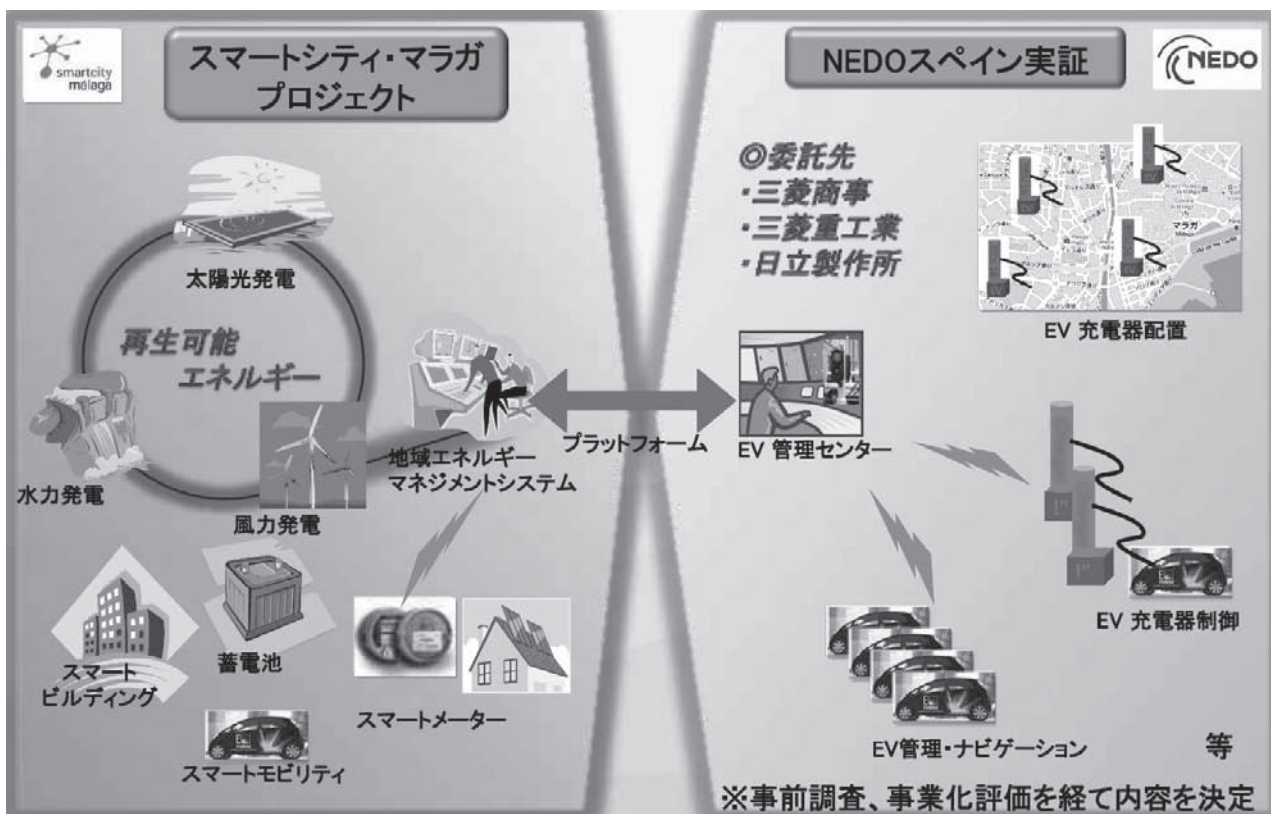 smartcity
málaga
スマートシティ・マラガ
プロジェクト
太陽光発電
再生可能
エネルギー
水力発電
風力発電
地域エネルギー
マネジメントシステム
スマート
ビルディング
蓄電池
スマートメーター
スマートモビリティ
プラットフォーム
NEDOスペイン実証
NEDO
◎委託先
・三菱商事
・三菱重工業
・日立製作所
マラガ
EV 充電器配置
EV 管理センター
EV 充電器制御
EV管理・ナビゲーション
等
※事前調査、事業化評価を経て内容を決定